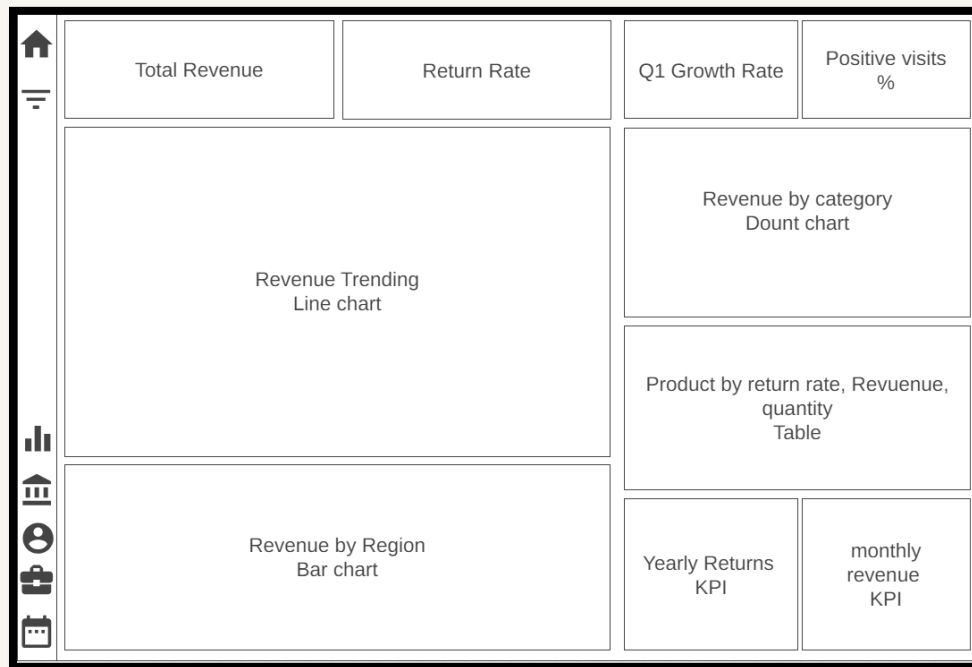 Total Revenue
Return Rate
Q1 Growth Rate
Positive visits
%
Revenue Trending
Line chart
Revenue by category
Dount chart
Product by return rate, Revuenue,
quantity
Table
Revenue by Region
Bar chart
Yearly Returns
KPI
monthly
revenue
KPI